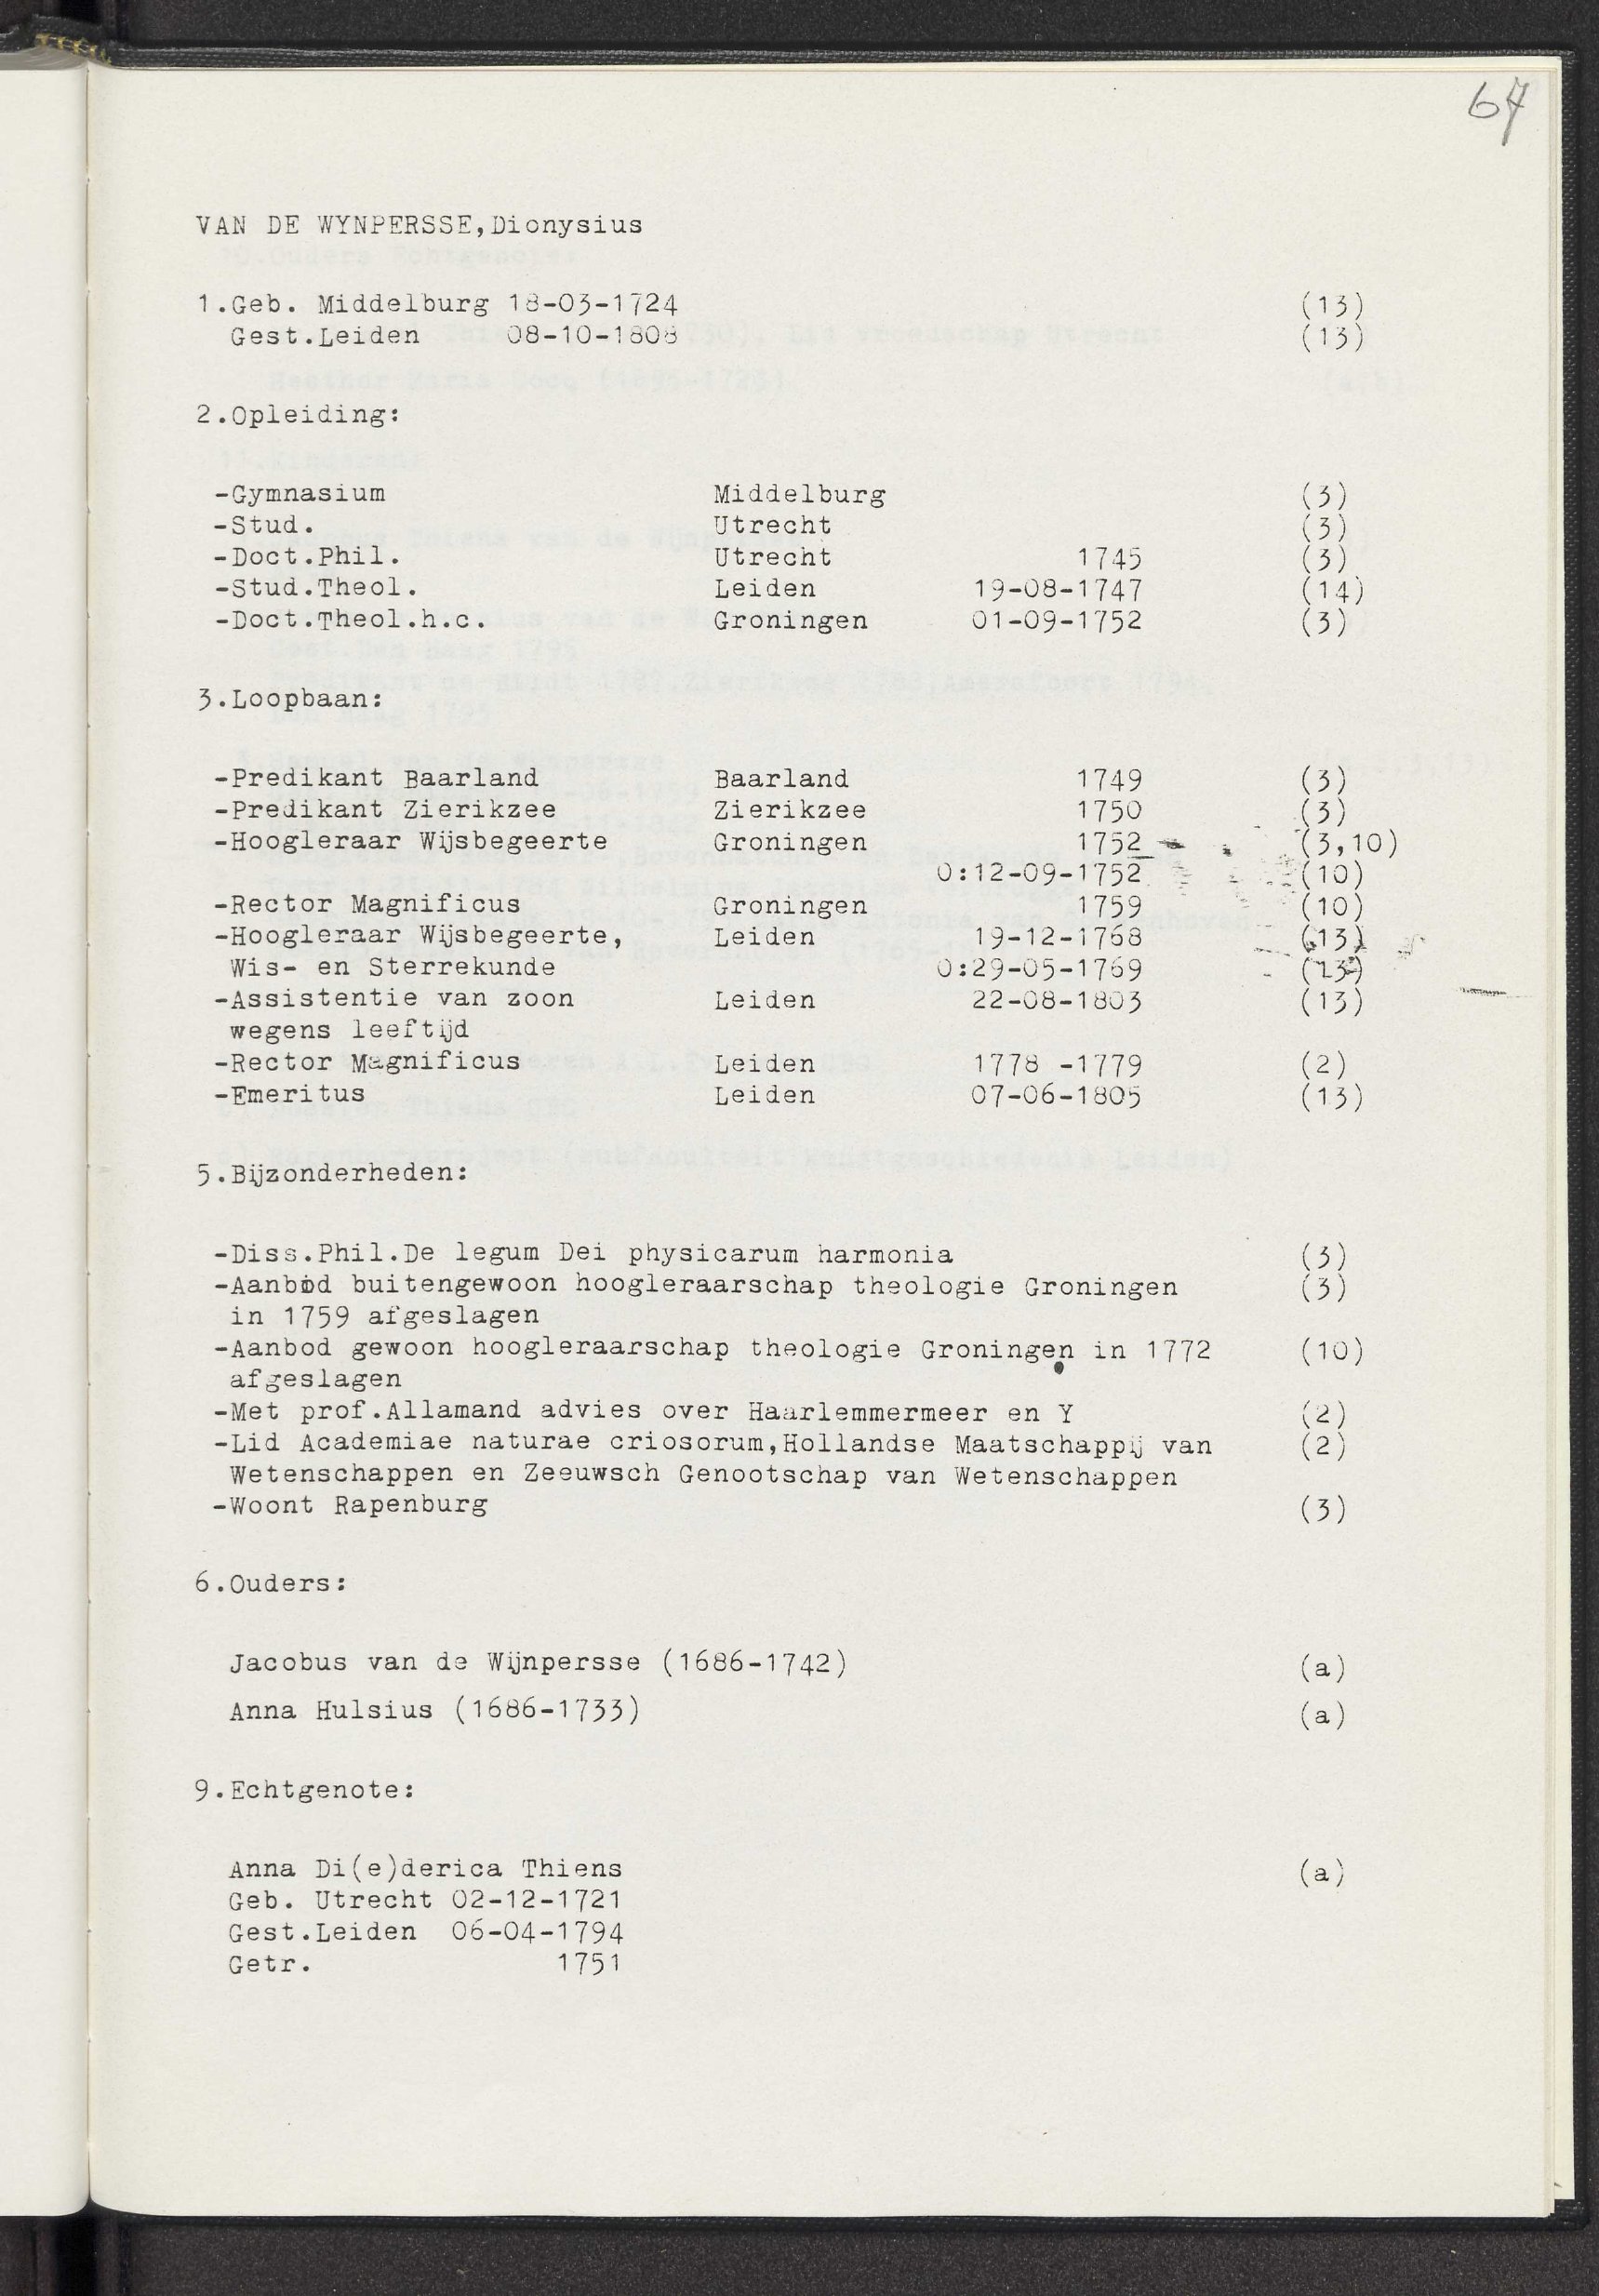 67
VAN DE WYNPERSSE,Dionysius
1.Geb. Middelburg 18-03-1724 (13)
Gest.Leiden 08-10-1808 (13)
2.Opleiding:
-Gymnasium Middelburg (3)
-Stud. Utrecht (3)
-Doct.Phil. Utrecht 1745 (3)
-Stud.Theol. Leiden 19-08-1747 (14)
-Doct.Theol.h.c. Groningen 01-09-1752 (3)
3.Loopbaan:
-Predikant Baarland Baarland 1749 (3)
-Predikant Zierikzee Zierikzee 1750 (3)
-Hoogleraar Wijsbegeerte Groningen 1752 (3,10)
O:12-09-1752 (10)
-Rector Magnificus Groningen 1759 (10)
-Hoogleraar Wijsbegeerte, Leiden 19-12-1768 (13)
Wis- en Sterrekunde O:29-05-1769 (13)
-Assistentie van zoon Leiden 22-08-1803 (13)
wegens leeftijd
-Rector Magnificus Leiden 1778 -1779 (2)
-Emeritus Leiden 07-06-1805 (13)
5.Bijzonderheden:
-Diss.Phil.De legum Dei physicarum harmonia (3)
-Aanbod buitengewoon hoogleraarschap theologie Groningen (3)
in 1759 afgeslagen
-Aanbod gewoon hoogleraarschap theologie Groningen in 1772 (10)
afgeslagen
-Met prof.Allamand advies over Haarlemmermeer en Y (2)
-Lid Academiae naturae criosorum,Hollandse Maatschappij van (2)
Wetenschappen en Zeeuwsch Genootschap van Wetenschappen
-Woont Rapenburg (3)
6.Ouders:
Jacobus van de Wijnpersse (1686-1742) (a)
Anna Hulsius (1686-1733) (a)
9.Echtgenote:
Anna Di(e)derica Thiens (a)
Geb. Utrecht 02-12-1721
Gest.Leiden 06-04-1794
Getr. 1751